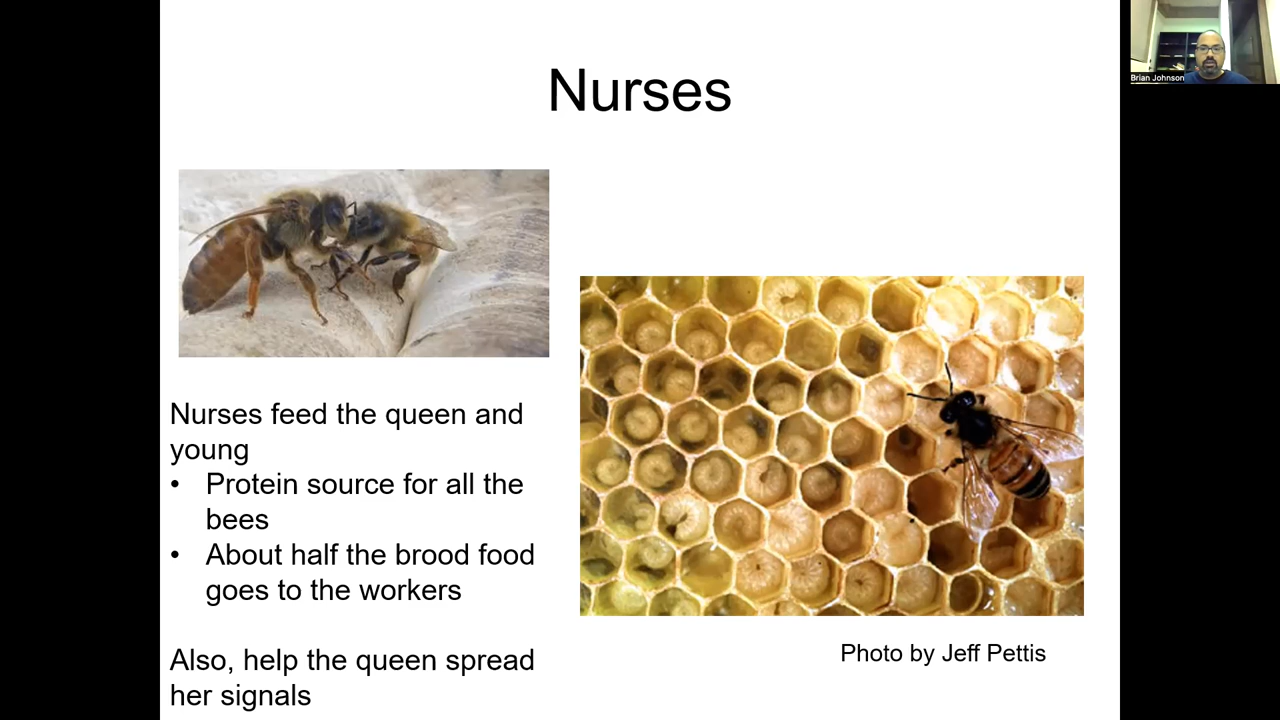 Nurses
Brian Johnson
Nurses feed the queen and
young
• Protein source for all the
bees
• About half the brood food
goes to the workers
Also, help the queen spread
her signals
Photo by Jeff Pettis